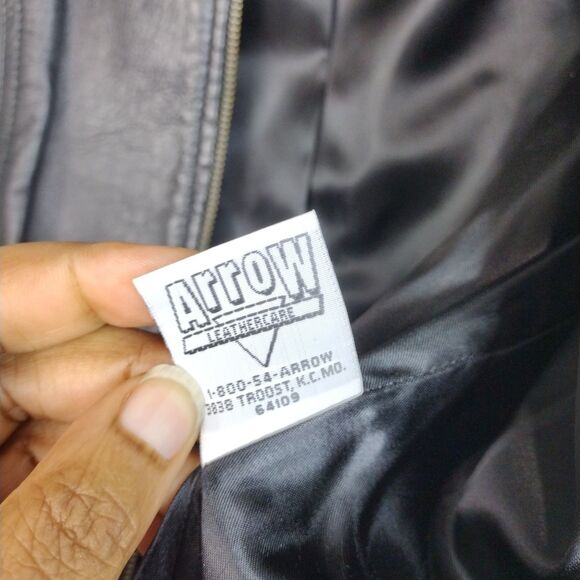 ArroW
LEATHERCARE
1-800-54-ARROW
3838 TROOST, K.C.MO.
64109